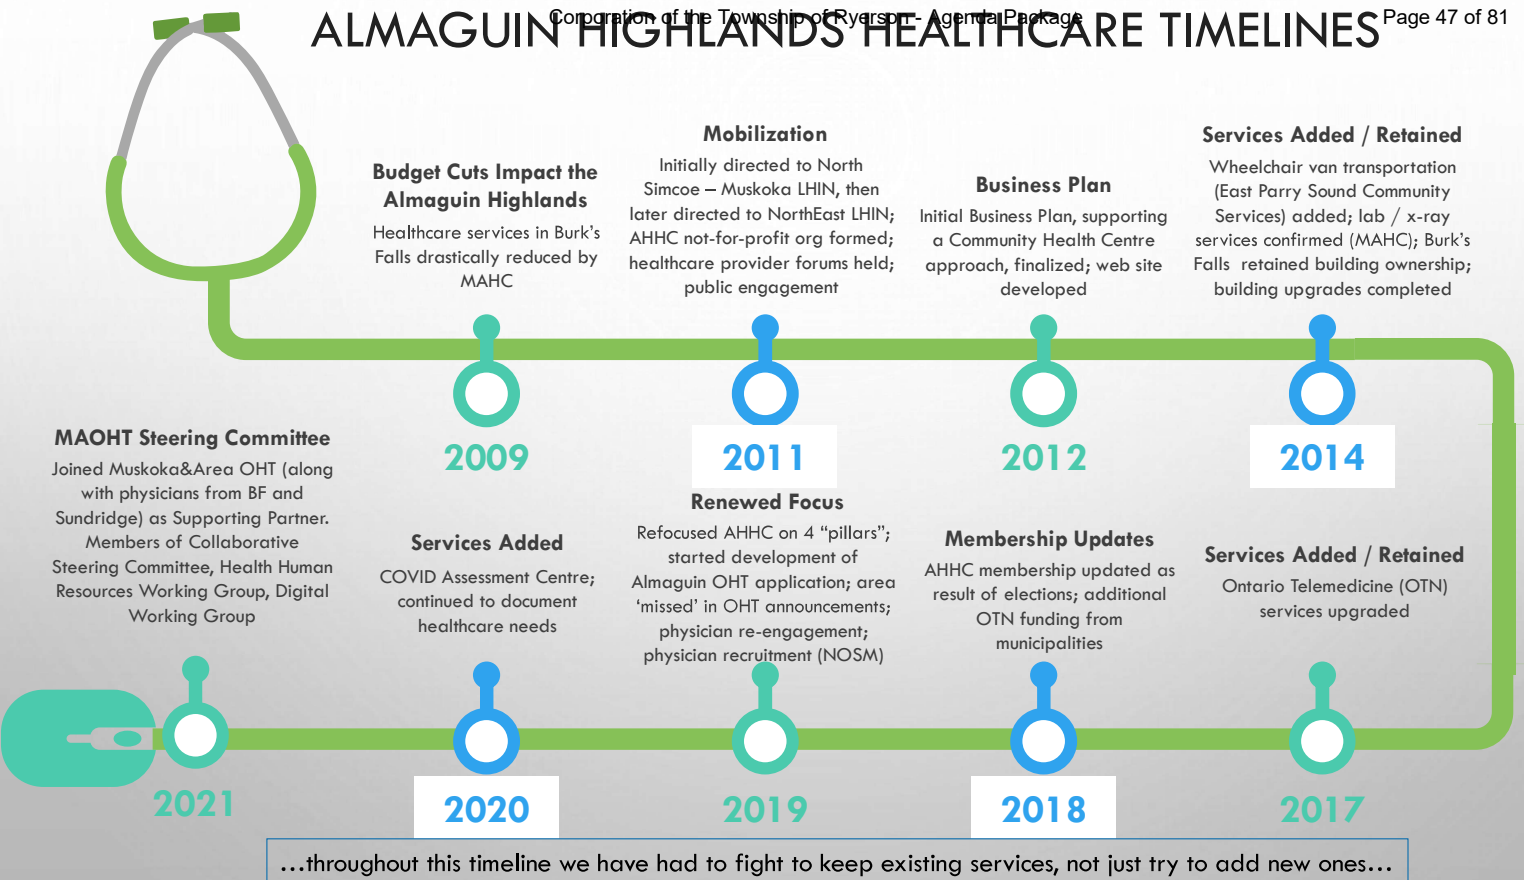 Corporation of the Township of Ryerson - Agenda Package
Page 47 of 81
ALMAGUIN HIGHLANDS HEALTHCARE TIMELINES
Budget Cuts Impact the
Almaguin Highlands
Healthcare services in Burk's
Falls drastically reduced by
MAHC
2009
Mobilization
Initially directed to North
Simcoe – Muskoka LHIN, then
later directed to NorthEast LHIN;
AHHC not-for-profit org formed;
healthcare provider forums held;
public engagement
2011
Business Plan
Initial Business Plan, supporting
a Community Health Centre
approach, finalized; web site
developed
2012
Services Added / Retained
Wheelchair van transportation
(East Parry Sound Community
Services) added; lab / x-ray
services confirmed (MAHC); Burk's
Falls retained building ownership;
building upgrades completed
2014
Services Added / Retained
Ontario Telemedicine (OTN)
services upgraded
2017
Membership Updates
AHHC membership updated as
result of elections; additional
OTN funding from
municipalities
2018
Renewed Focus
Refocused AHHC on 4 “pillars”;
started development of
Almaguin OHT application; area
‘missed’ in OHT announcements;
physician re-engagement;
physician recruitment (NOSM)
2019
Services Added
COVID Assessment Centre;
continued to document
healthcare needs
2020
MAOHT Steering Committee
Joined Muskoka&Area OHT (along
with physicians from BF and
Sundridge) as Supporting Partner.
Members of Collaborative
Steering Committee, Health Human
Resources Working Group, Digital
Working Group
2021
...throughout this timeline we have had to fight to keep existing services, not just try to add new ones...